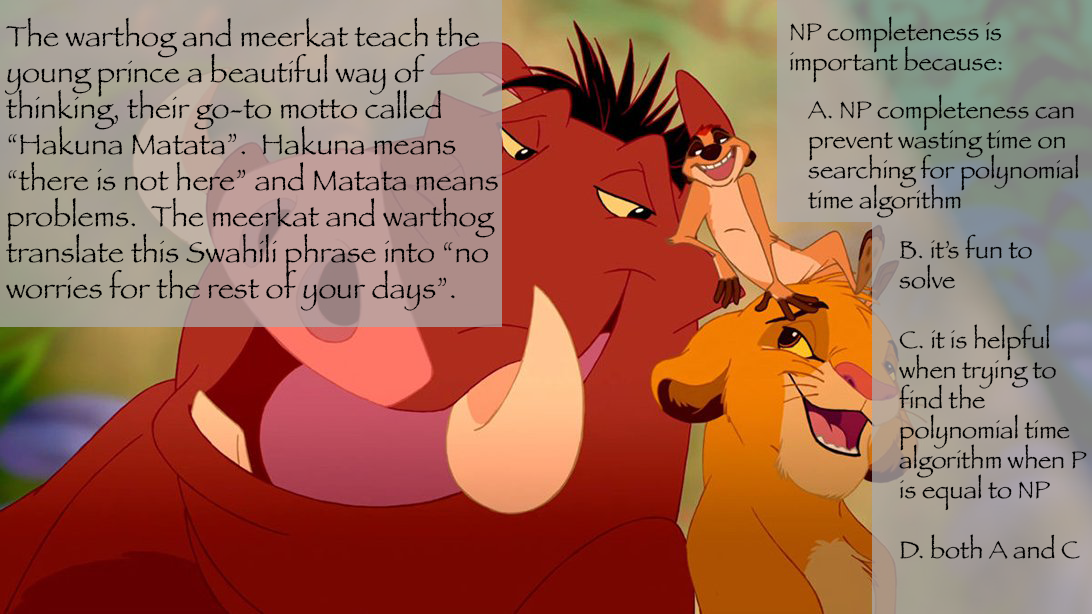 The warthog and meerkat teach the
young prince a beautiful way of
thinking, their go-to motto called
“Hakuna Matata”.  Hakuna means
“there is not here” and Matata means
problems.  The meerkat and warthog
translate this Swahili phrase into “no
worries for the rest of your days”.
NP completeness is
important because:
A. NP completeness can
prevent wasting time on
searching for polynomial
time algorithm
B. it’s fun to
solve
C. it is helpful
when trying to
find the
polynomial time
algorithm when P
is equal to NP
D. both A and C